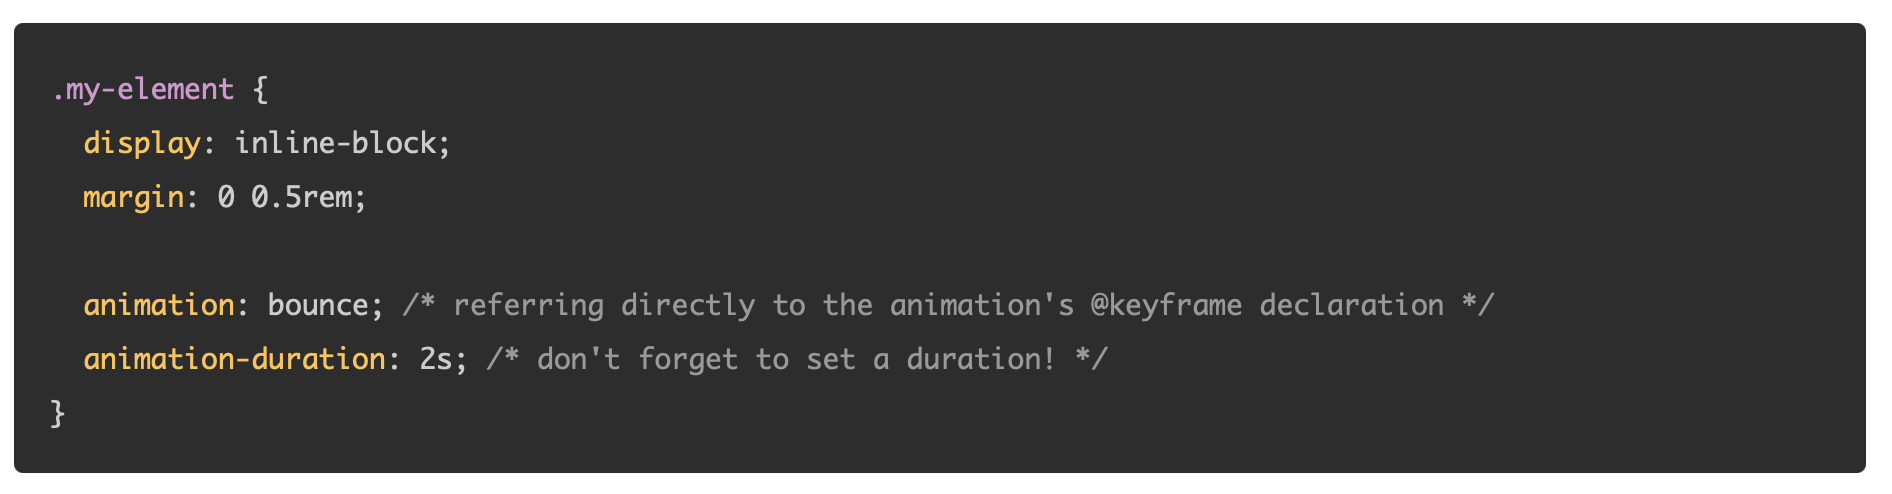 .my-element {
  display: inline-block;
  margin: 0 0.5rem;

  animation: bounce; /* referring directly to the animation's @keyframe declaration */
  animation-duration: 2s; /* don't forget to set a duration! */
}